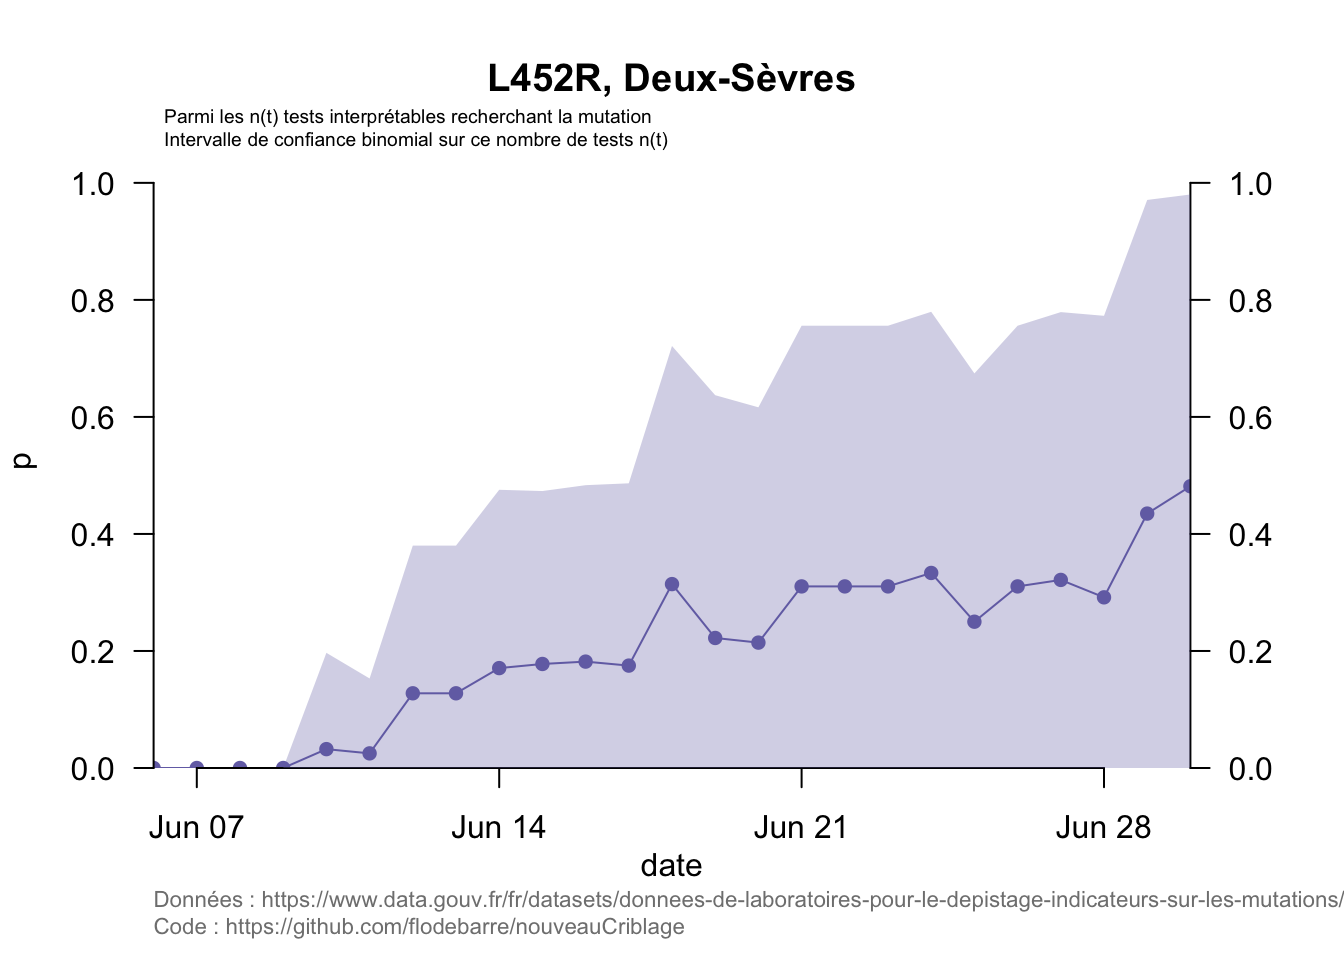 L452R, Deux-Sèvres
Parmi les n(t) tests interprétables recherchant la mutation
Intervalle de confiance binomial sur ce nombre de tests n(t)
1.0 1.0
0.8 0.8
0.6 0.6
p
0.4 0.4
0.2 0.2
0.0 0.0
Jun 07 Jun 14 Jun 21 Jun 28
date
Données : https://www.data.gouv.fr/fr/datasets/donnees-de-laboratoires-pour-le-depistage-indicateurs-sur-les-mutations/
Code : https://github.com/flodebarre/nouveauCriblage